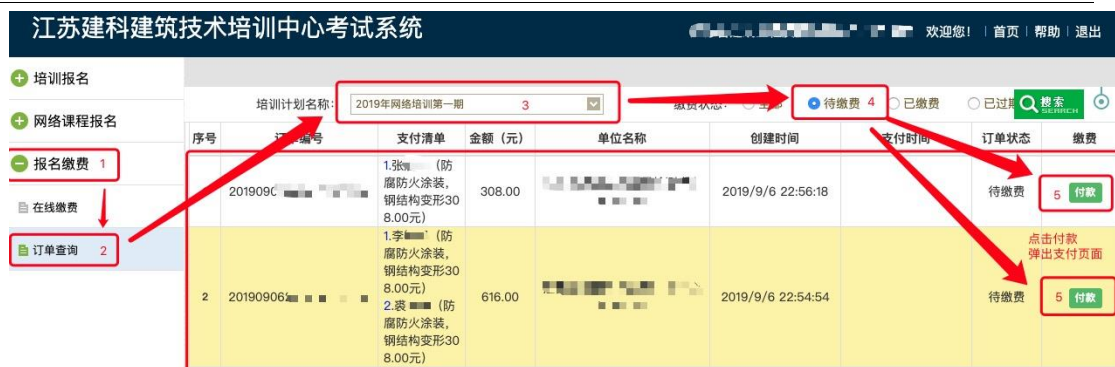 江苏建科建筑技术培训中心考试系统
欢迎您! | 首页 | 帮助 | 退出
培训报名
网络课程报名
报名缴费 1
在线缴费
订单查询 2
培训计划名称: 2019年网络培训第一期 3
缴费状态: 待缴费 4 已缴费 已过期 搜索
SEARCH
序号 订单编号 支付清单 金额（元） 单位名称 创建时间 支付时间 订单状态 缴费
2019090
1.张 (防
腐防火涂装,
钢结构变形30
8.00元)
308.00
2019/9/6 22:56:18
待缴费
5 付款
点击付款
弹出支付页面
2
201909062
1.李 (防
腐防火涂装,
钢结构变形30
8.00元)
2.裘 (防
腐防火涂装,
钢结构变形30
8.00元)
616.00
2019/9/6 22:54:54
待缴费
5 付款